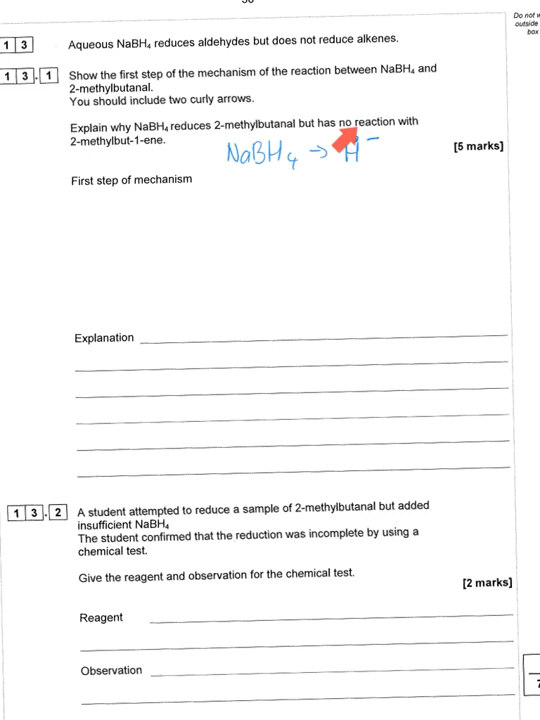 Do not w
outside
box
1 3 Aqueous NaBH₄ reduces aldehydes but does not reduce alkenes.
1 3 . 1 Show the first step of the mechanism of the reaction between NaBH₄ and
2-methylbutanal.
You should include two curly arrows.
Explain why NaBH₄ reduces 2-methylbutanal but has no reaction with
2-methylbut-1-ene.
NaBH₄ → H⁻
[5 marks]
First step of mechanism
Explanation
1 3 . 2 A student attempted to reduce a sample of 2-methylbutanal but added
insufficient NaBH₄
The student confirmed that the reduction was incomplete by using a
chemical test.
Give the reagent and observation for the chemical test.
[2 marks]
Reagent
Observation
7